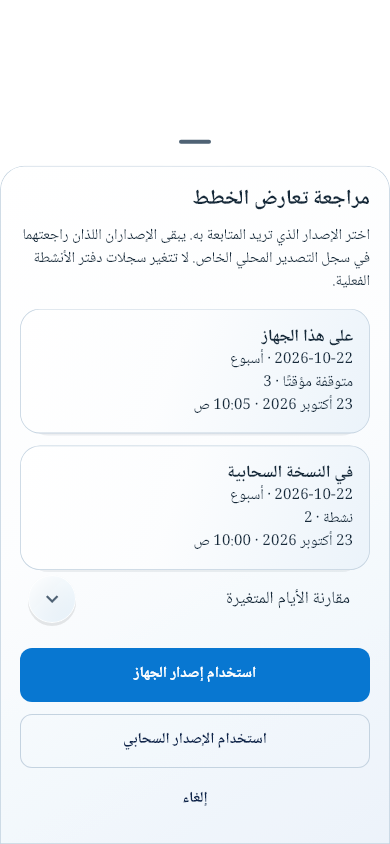 مراجعة تعارض الخطط
اختر الإصدار الذي تريد المتابعة به. يبقى الإصداران اللذان راجعتهما
في سجل التصدير المحلي الخاص. لا تتغير سجلات دفتر الأنشطة
الفعلية.
على هذا الجهاز
2026-10-22 · أسبوع
متوقفة مؤقتًا · 3
23 أكتوبر 2026 · 10:05 ص
في النسخة السحابية
2026-10-22 · أسبوع
نشطة · 2
23 أكتوبر 2026 · 10:00 ص
مقارنة الأيام المتغيرة
استخدام إصدار الجهاز
استخدام الإصدار السحابي
إلغاء